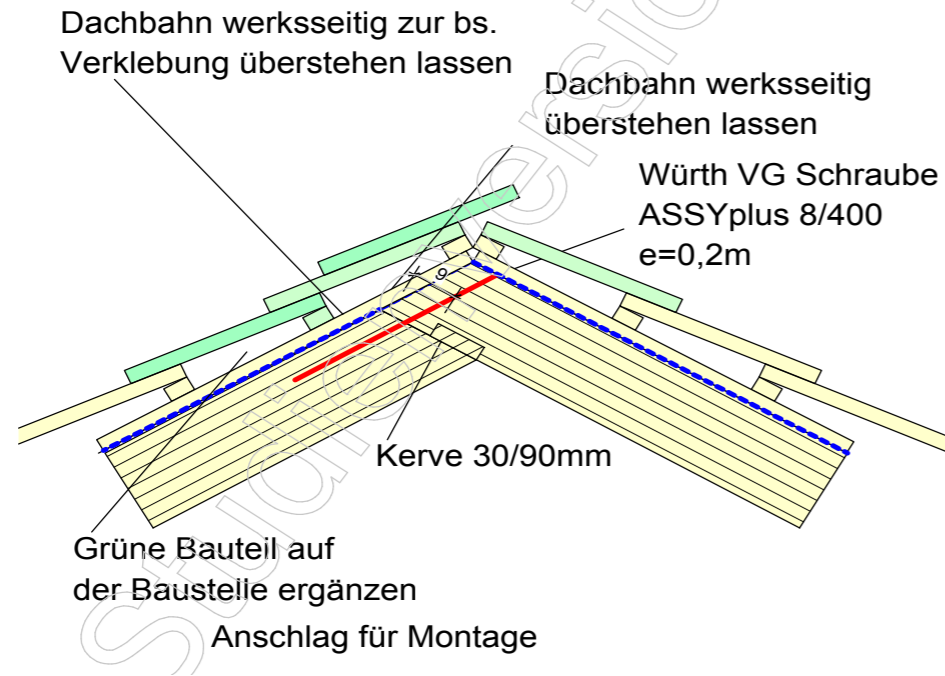 Dachbahn werksseitig zur bs.
Verklebung überstehen lassen
Dachbahn werksseitig
überstehen lassen
Würth VG Schraube
ASSYplus 8/400
e=0,2m
9
Kerve 30/90mm
Grüne Bauteil auf
der Baustelle ergänzen
Anschlag für Montage
Studienversion